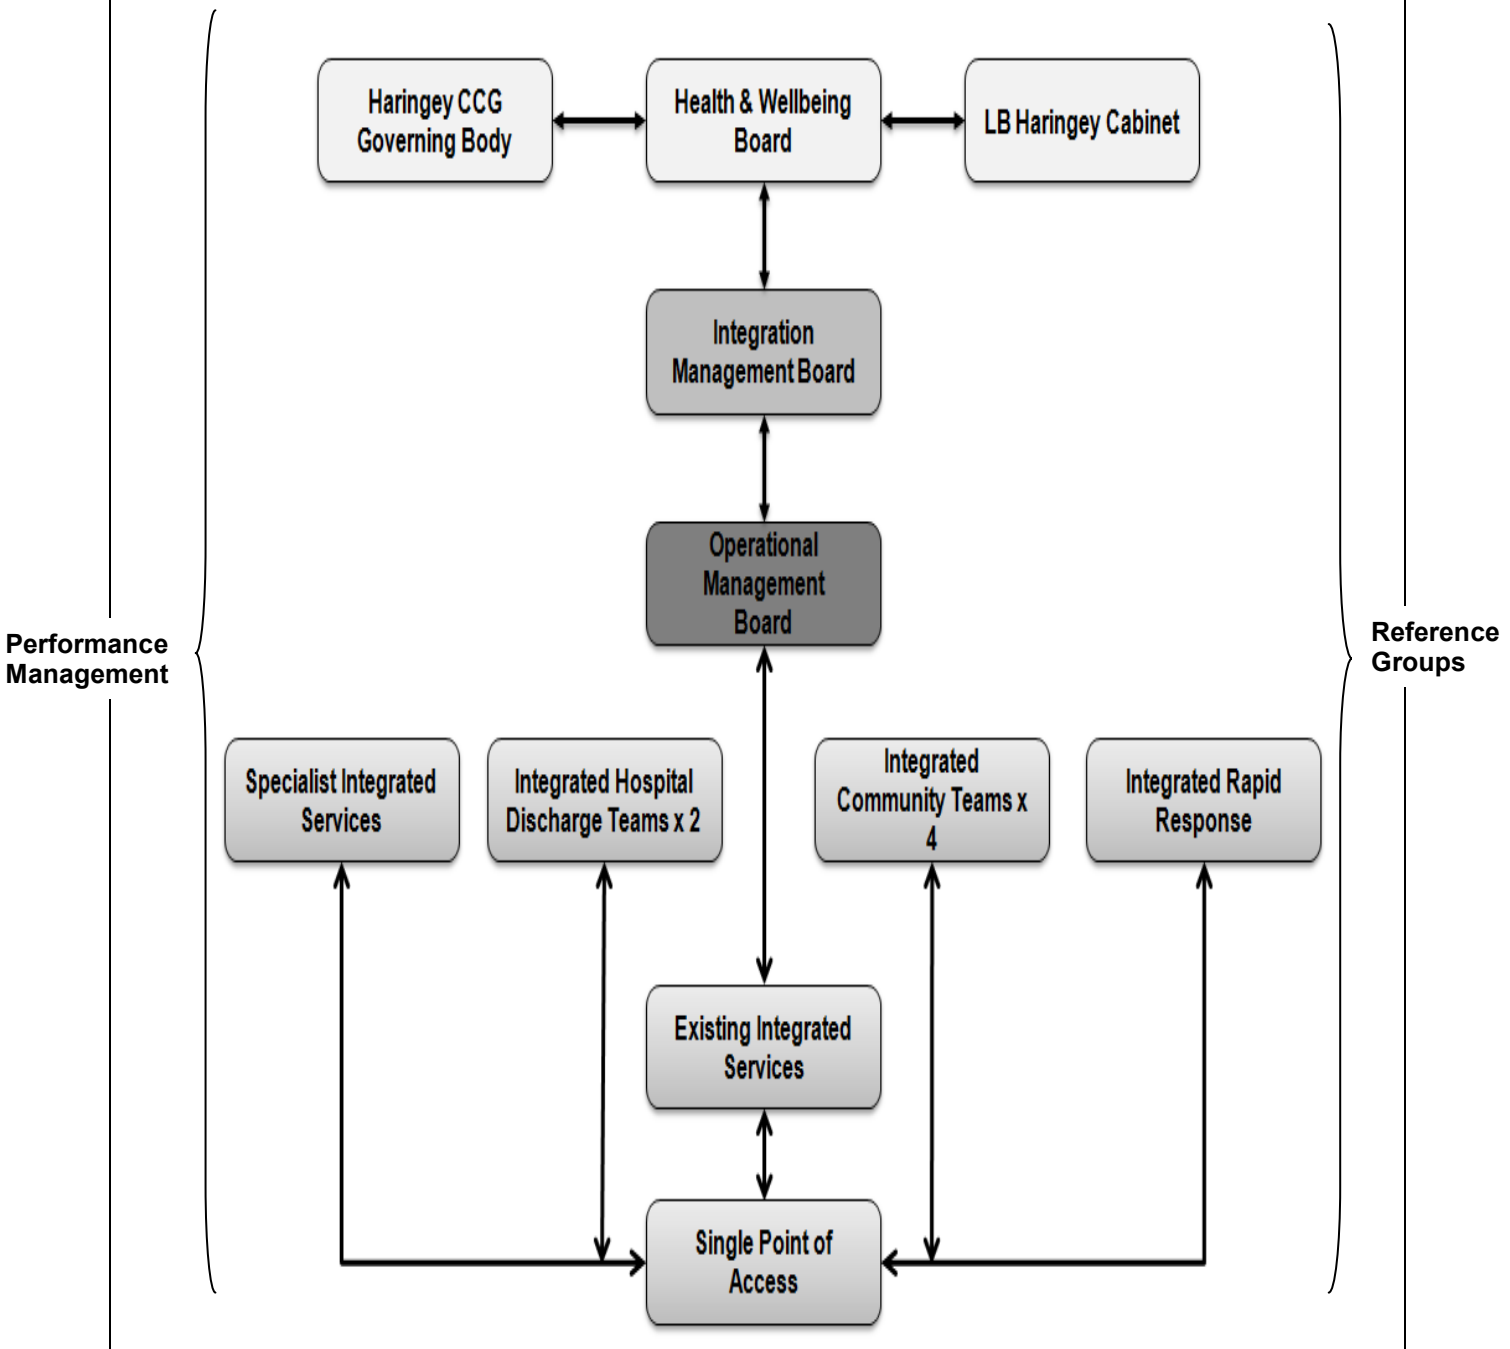 Haringey CCG
Governing Body
Health & Wellbeing
Board
LB Haringey Cabinet
Integration
Management Board
Operational
Management
Board
Performance
Management
Reference
Groups
Specialist Integrated
Services
Integrated Hospital
Discharge Teams x 2
Integrated
Community Teams x
4
Integrated Rapid
Response
Existing Integrated
Services
Single Point of
Access